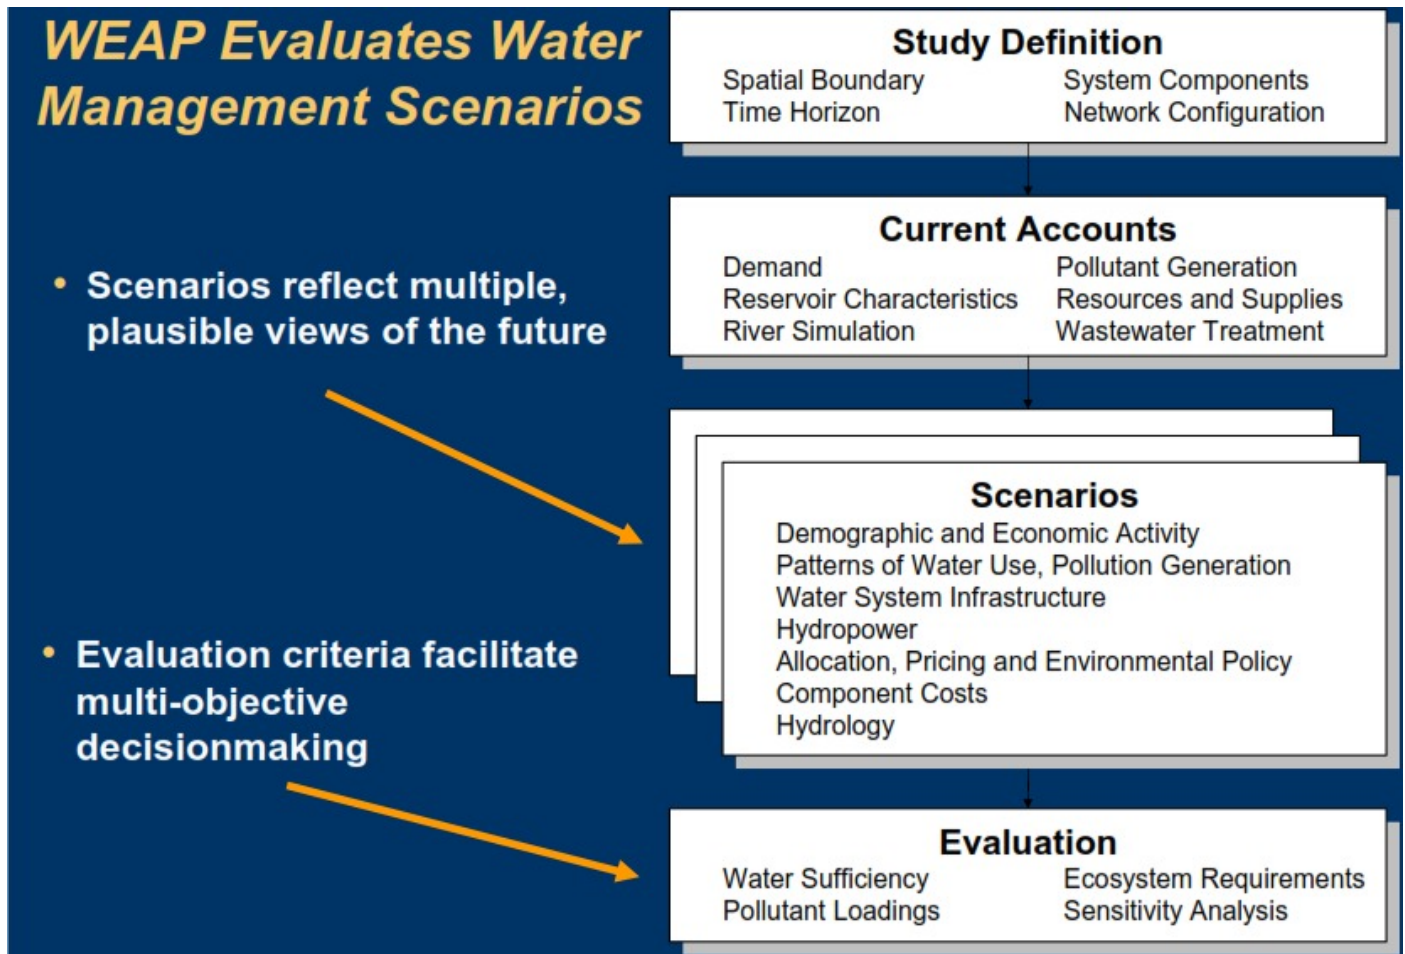 WEAP Evaluates Water
Management Scenarios
• Scenarios reflect multiple,
plausible views of the future
• Evaluation criteria facilitate
multi-objective
decisionmaking
Study Definition
Spatial Boundary System Components
Time Horizon Network Configuration
Current Accounts
Demand Pollutant Generation
Reservoir Characteristics Resources and Supplies
River Simulation Wastewater Treatment
Scenarios
Demographic and Economic Activity
Patterns of Water Use, Pollution Generation
Water System Infrastructure
Hydropower
Allocation, Pricing and Environmental Policy
Component Costs
Hydrology
Evaluation
Water Sufficiency Ecosystem Requirements
Pollutant Loadings Sensitivity Analysis